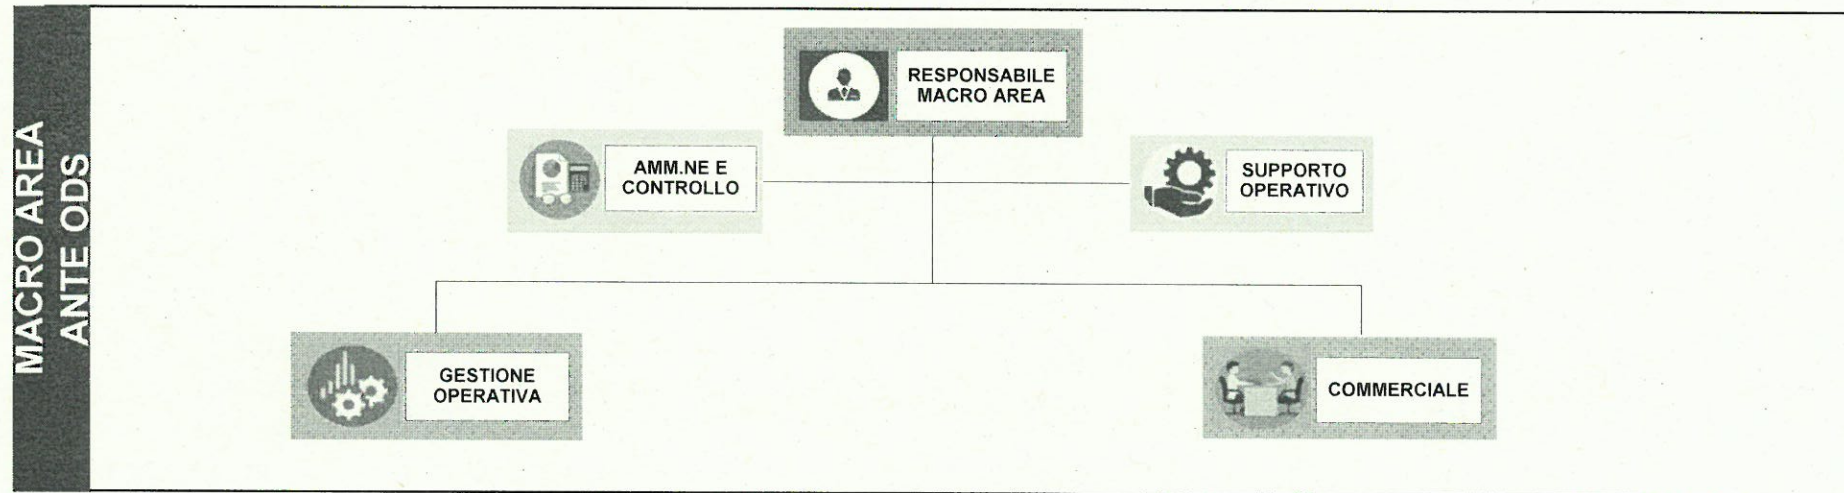 MACRO AREA
ANTE ODS
RESPONSABILE
MACRO AREA
AMM.NE E
CONTROLLO
SUPPORTO
OPERATIVO
GESTIONE
OPERATIVA
COMMERCIALE